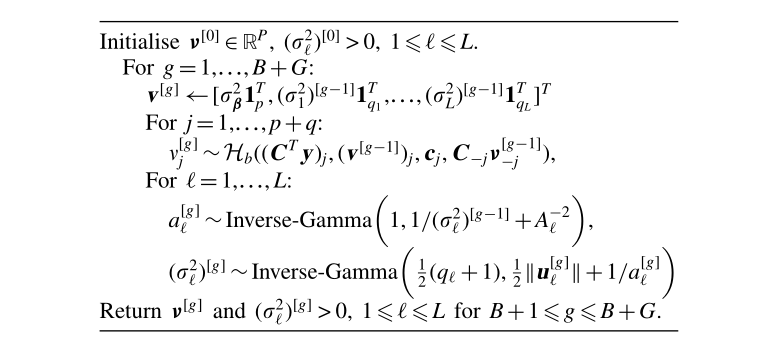 Initialise ν^{[0]} ∈ ℝ^P, (σ_ℓ^2)^{[0]} > 0, 1 ⩽ ℓ ⩽ L.
For g = 1,…,B + G:
v^{[g]} ← [σ_β^2 1_p^T, (σ_1^2)^{[g−1]} 1_{q_1}^T,…,(σ_L^2)^{[g−1]} 1_{q_L}^T]^T
For j = 1,…,p + q:
ν_j^{[g]} ∼ ℋ_b((C^T y)_j, (v^{[g−1]})_j, c_j, C_{−j} ν_{−j}^{[g−1]}),
For ℓ = 1,…,L:
a_ℓ^{[g]} ∼ Inverse-Gamma(1, 1/(σ_ℓ^2)^{[g−1]} + A_ℓ^{−2}),
(σ_ℓ^2)^{[g]} ∼ Inverse-Gamma(½(q_ℓ + 1), ½‖u_ℓ^{[g]}‖ + 1/a_ℓ^{[g]})
Return ν^{[g]} and (σ_ℓ^2)^{[g]} > 0, 1 ⩽ ℓ ⩽ L for B + 1 ⩽ g ⩽ B + G.